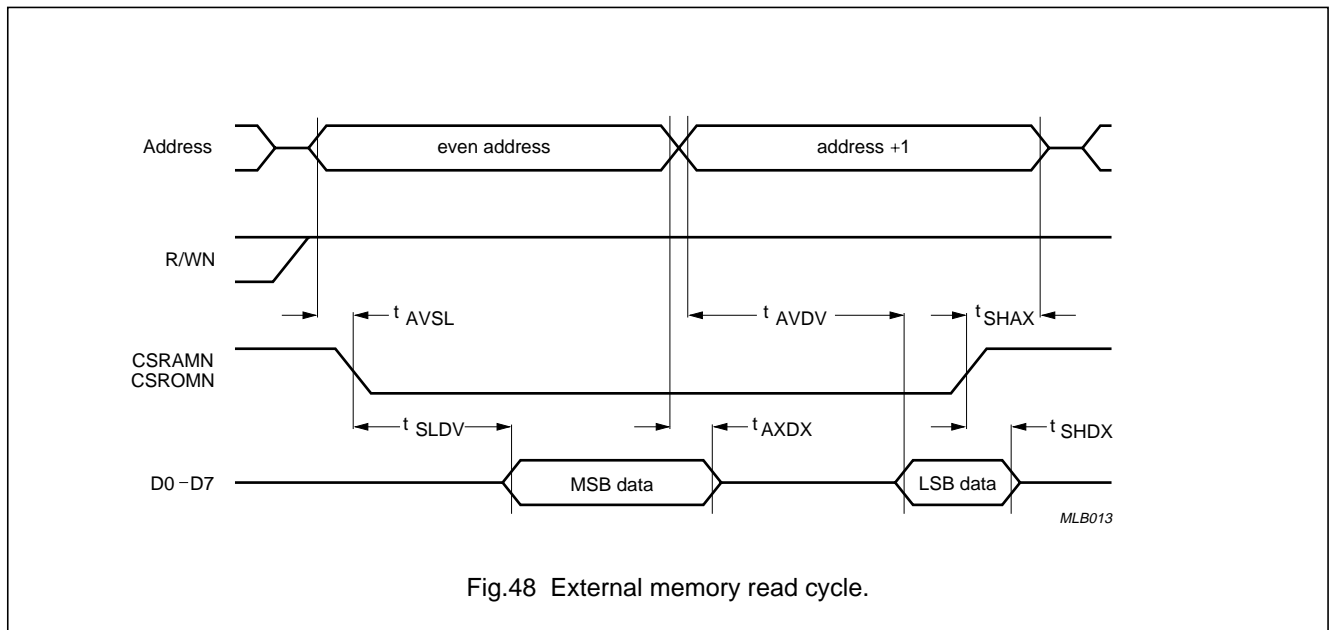 Address
even address
address +1
R/WN
t AVSL
t AVDV
t SHAX
CSRAMN
CSROMN
t SLDV
t AXDX
t SHDX
D0 −D7
MSB data
LSB data
MLB013
Fig.48 External memory read cycle.